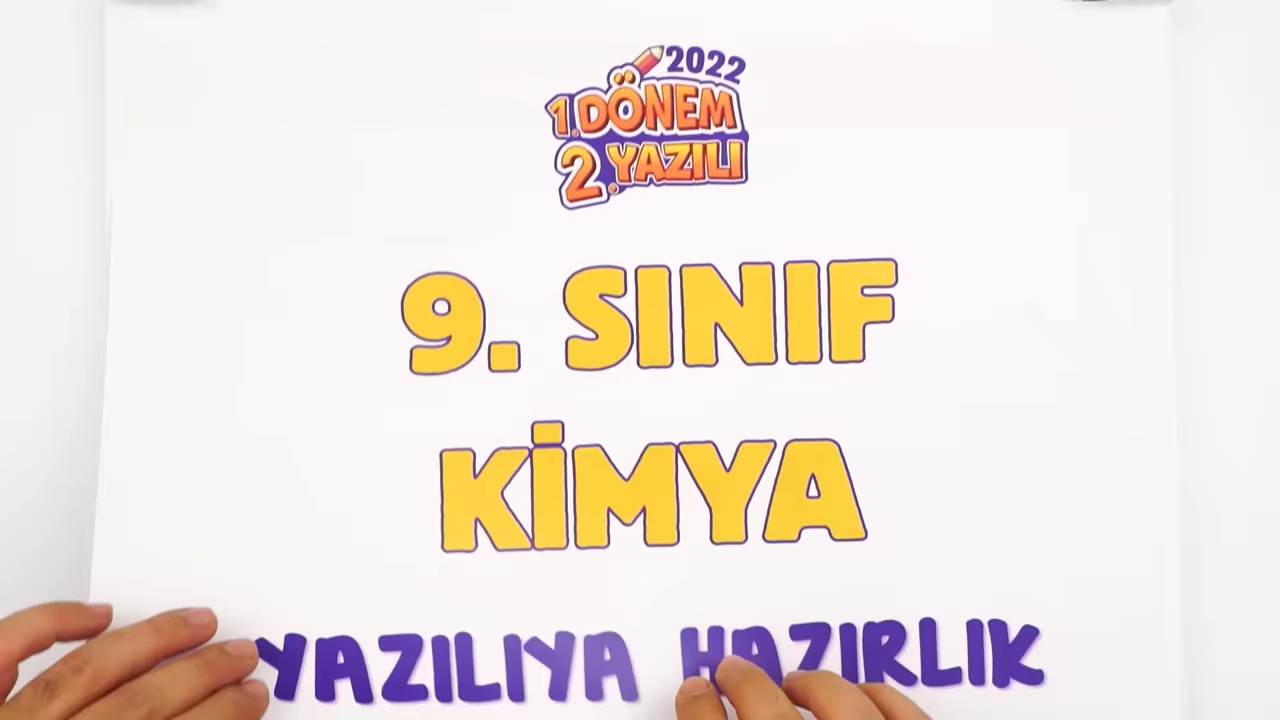 2022
1.DÖNEM
2.YAZILI
9. SINIF
KİMYA
YAZILIYA HAZIRLIK